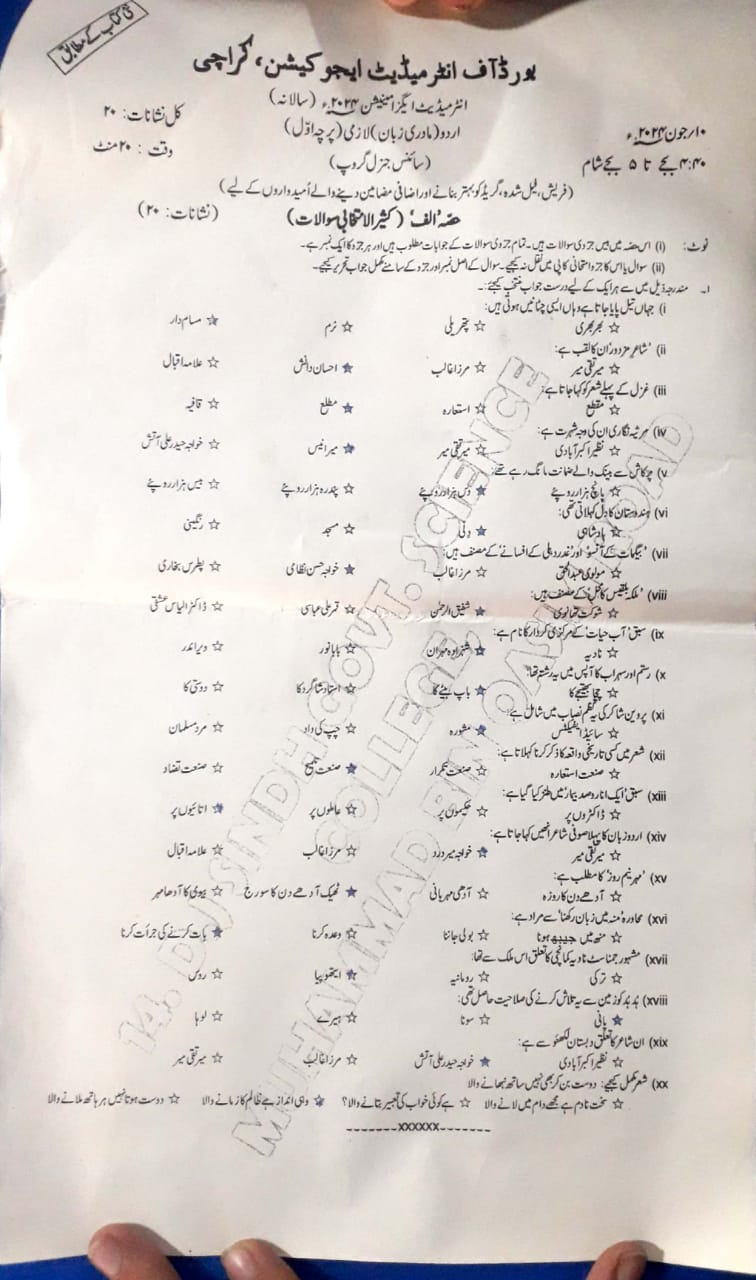 نئی کتاب کے مطابق
بورڈ آف انٹرمیڈیٹ ایجوکیشن، کراچی
انٹرمیڈیٹ ایگزامینیشن ۲۰۲۴ء (سالانہ)
کل نشانات: ۲۰
۱۰/جون ۲۰۲۴ء
اردو (مادری زبان) لازمی (پرچہ اوّل)
وقت: ۲۰ منٹ
۴:۴۰ بجے تا ۵ بجے شام
(سائنس جنرل گروپ)
(فریش، فیل شدہ، گریڈ کو بہتر بنانے اور اضافی مضامین دینے والے اُمیدواروں کے لیے)
حصہ 'الف' (کثیر الانتخابی سوالات) (نشانات: ۲۰)
نوٹ: (i) اس حصہ میں بیس جزوی سوالات ہیں۔ تمام جزوی سوالات کے جوابات مطلوب ہیں اور ہر جزو کا ایک نمبر ہے۔
(ii) سوال یا اس کا جزو امتحانی کاپی میں نقل نہ کیجیے۔ سوال کے اصل نمبر اور جزو کے سامنے مکمل جواب تحریر کیجیے۔
۱۔ مندرجہ ذیل میں سے ہر ایک کے لیے درست جواب منتخب کیجئے:۔
(i جہاں تیل پایا جاتا ہے وہاں ایسی چٹانیں ہوتی ہیں:
☆ بھربھری ☆ پتھریلی ☆ نرم ★ مسام دار
(ii 'شاعرِ مزدور' ان کا لقب ہے:
☆ میر تقی میر ☆ مرزا غالب ★ احسان دانش ☆ علامہ اقبال
(iii غزل کے پہلے شعر کو کہا جاتا ہے:
☆ مقطع ☆ استعارہ ★ مطلع ☆ قافیہ
(iv مرثیہ نگاری ان کی وجہ شہرت ہے:
☆ نظیر اکبر آبادی ☆ میر تقی میر ★ میر انیس ☆ خواجہ حیدر علی آتش
(v چرکاشن سے بینک والے ضمانت مانگ رہے تھے:
☆ پانچ ہزار روپے ★ دس ہزار روپے ☆ پندرہ ہزار روپے ☆ بیس ہزار روپے
(vi ہندوستان کا دل کہلاتی تھی:
☆ بادشاہی ★ دلی ☆ مسجد ☆ رنگینی
(vii 'بیگمات کے آنسو' اور 'غدر دہلی کے افسانے' کے مصنف ہیں:
☆ مولوی عبدالحق ☆ مرزا غالب ★ خواجہ حسن نظامی ☆ پطرس بخاری
(viii 'ملکہ بلقیس کا محل' کے مصنف ہیں:
☆ شوکت تھانوی ★ شفیق الرحمٰن ☆ قمر علی عباسی ☆ ڈاکٹر الیاس عشقی
(ix سبق 'آب حیات' کے مرکزی کردار کا نام ہے:
☆ نادیہ ★ شہزادہ مہران ☆ بابا نور ☆ ویراندر
(x رستم اور سہراب کا آپس میں یہ رشتہ تھا:
☆ چچا بھتیجے کا ★ باپ بیٹے کا ☆ استاد شاگرد کا ☆ دوستی کا
(xi پروین شاکر کی یہ نظم نصاب میں شامل ہے:
☆ سائیڈ ایفیکٹس ★ مشورہ ☆ چپ کی داد ☆ مردِ مسلمان
(xii شعر میں کسی تاریخی واقعہ کا ذکر کرنا کہلاتا ہے:
☆ صنعت استعارہ ☆ صنعت تکرار ★ صنعت تلمیح ☆ صنعت تضاد
(xiii سبق 'ایک انار و صد بیمار' میں طنز کیا گیا ہے:
☆ ڈاکٹروں پر ☆ حکیموں پر ☆ عاملوں پر ★ اتائیوں پر
(xiv اردو زبان کا پہلا صوفی شاعر انھیں کہا جاتا ہے:
☆ میر تقی میر ★ خواجہ میر درد ☆ مرزا غالب ☆ علامہ اقبال
(xv 'مہر نیم روز' کا مطلب ہے:
☆ آدھے دن کا روزہ ☆ آدھی مہربانی ★ ٹھیک آدھے دن کا سورج ☆ بیوی کا آدھا مہر
(xvi محاورہ 'منہ میں زبان رکھنا' سے مراد ہے:
☆ منھ میں جیبھ ہونا ☆ بولی جاننا ☆ وعدہ کرنا ★ بات کرنے کی جرأت کرنا
(xvii مشہور جمناسٹ نادیہ کمانچی کا تعلق اس ملک سے تھا:
☆ ترکی ☆ رومانیہ ★ ایتھوپیا ☆ روس
(xviii ہُدہُد کو زمین سے یہ تلاش کرنے کی صلاحیت حاصل تھی:
★ پانی ☆ سونا ☆ ہیرے ☆ لوہا
(xix ان شاعر کا تعلق دبستان لکھنؤ سے ہے:
☆ نظیر اکبر آبادی ★ خواجہ حیدر علی آتش ☆ مرزا غالب ☆ میر تقی میر
(xx شعر مکمل کیجیے: دوست بن کر بھی نہیں ساتھ نبھانے والا
☆ سخت نادم ہے مجھے دام میں لانے والا ☆ ہے کوئی خواب کی تعبیر بتانے والا؟ ★ وہی انداز ہے ظالم کا زمانے والا ☆ دوست ہوتا نہیں ہر ہاتھ ملانے والا
-------xxxxxx-------
14. D.J. SINDH GOVT. SCIENCE
COLLEGE,